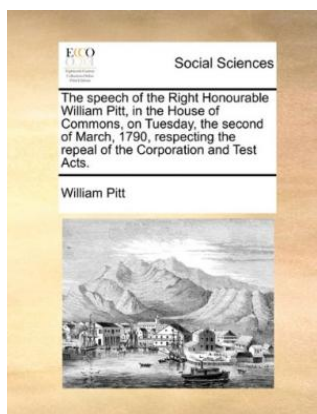 ECCO
Social Sciences
The speech of the Right Honourable
William Pitt, in the House of
Commons, on Tuesday, the second
of March, 1790, respecting the
repeal of the Corporation and Test
Acts.
William Pitt